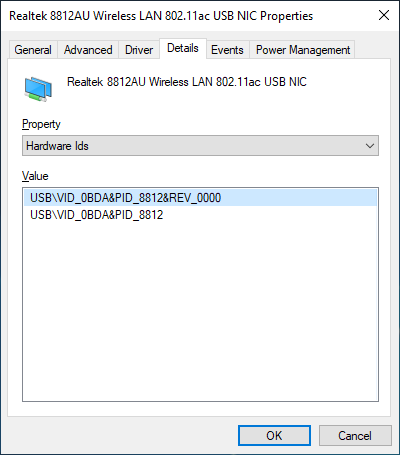 Realtek 8812AU Wireless LAN 802.11ac USB NIC Properties
General Advanced Driver Details Events Power Management
Realtek 8812AU Wireless LAN 802.11ac USB NIC
Property
Hardware Ids
Value
USB\VID_0BDA&PID_8812&REV_0000
USB\VID_0BDA&PID_8812
OK Cancel